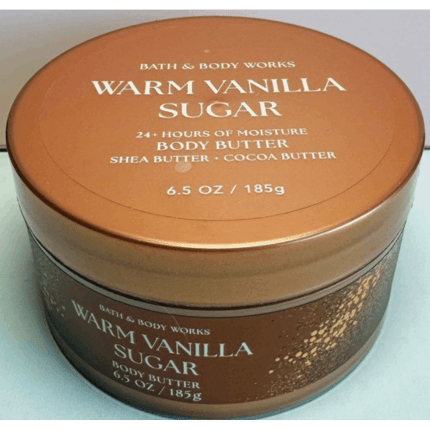 BATH & BODY WORKS
WARM VANILLA
SUGAR
24+ HOURS OF MOISTURE
BODY BUTTER
SHEA BUTTER • COCOA BUTTER
6.5 OZ / 185g
BATH & BODY WORKS
WARM VANILLA
SUGAR
BODY BUTTER
6.5 OZ / 185g